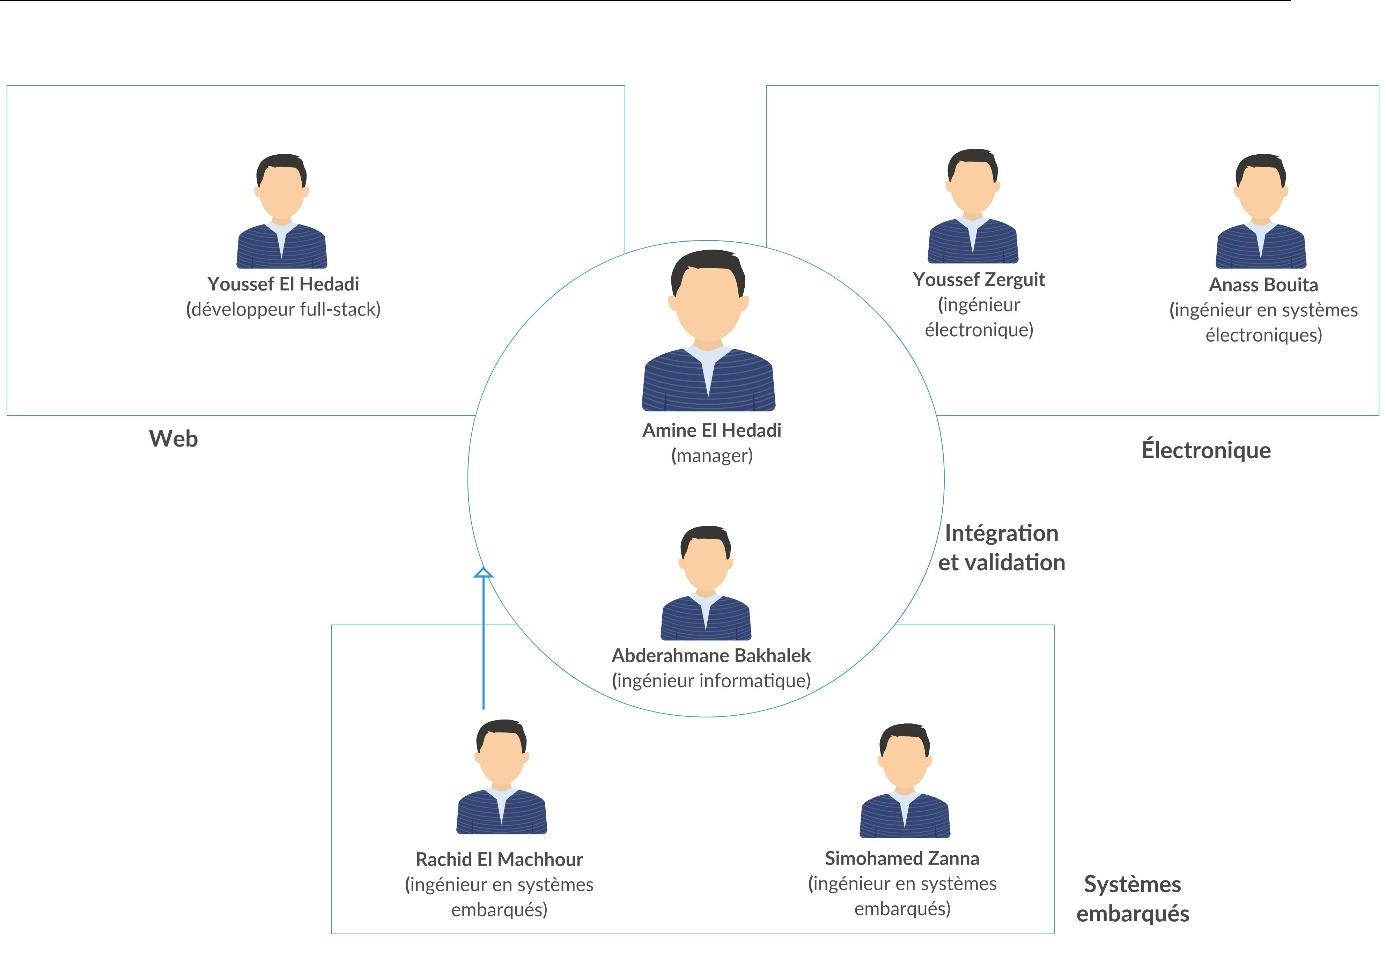 Youssef El Hedadi
(développeur full-stack)
Web
Youssef Zerguit
(ingénieur
électronique)
Anass Bouita
(ingénieur en systèmes
électroniques)
Électronique
Amine El Hedadi
(manager)
Abderahmane Bakhalek
(ingénieur informatique)
Intégration
et validation
Rachid El Machhour
(ingénieur en systèmes
embarqués)
Simohamed Zanna
(ingénieur en systèmes
embarqués)
Systèmes
embarqués